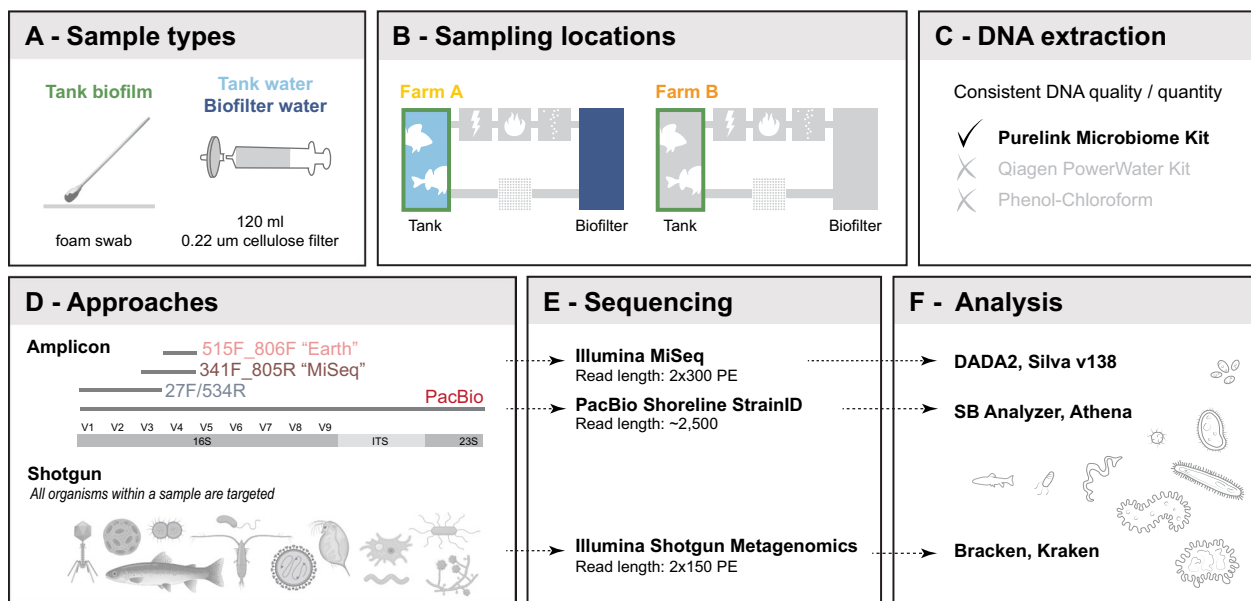 A - Sample types
Tank biofilm
Tank water
Biofilter water
foam swab
120 ml
0.22 um cellulose filter
B - Sampling locations
Farm A
Farm B
Tank
Biofilter
Tank
Biofilter
C - DNA extraction
Consistent DNA quality / quantity
Purelink Microbiome Kit
Qiagen PowerWater Kit
Phenol-Chloroform
D - Approaches
Amplicon
515F_806F “Earth”
341F_805R “MiSeq”
27F/534R
PacBio
V1 V2 V3 V4 V5 V6 V7 V8 V9
16S ITS 23S
Shotgun
All organisms within a sample are targeted
E - Sequencing
Illumina MiSeq
Read length: 2x300 PE
PacBio Shoreline StrainID
Read length: ~2,500
Illumina Shotgun Metagenomics
Read length: 2x150 PE
F - Analysis
DADA2, Silva v138
SB Analyzer, Athena
Bracken, Kraken